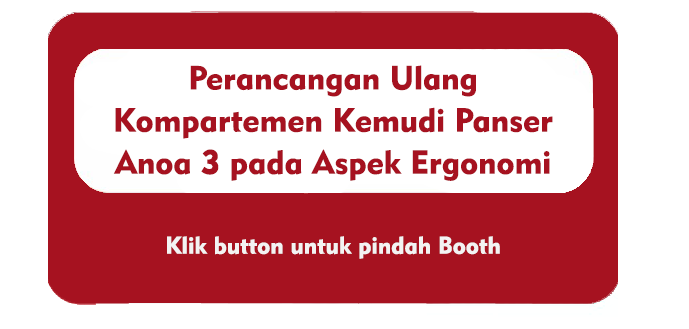 Perancangan Ulang
Kompartemen Kemudi Panser
Anoa 3 pada Aspek Ergonomi
Klik button untuk pindah Booth